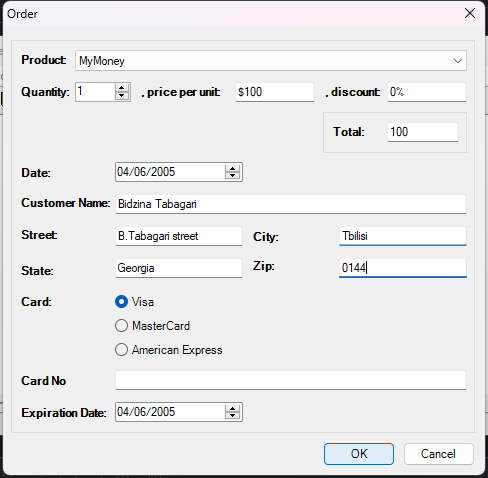 Order
Product: MyMoney
Quantity: 1 , price per unit: $100 , discount: 0%
Total: 100
Date: 04/06/2005
Customer Name: Bidzina Tabagari
Street: B.Tabagari street City: Tbilisi
State: Georgia Zip: 0144
Card: Visa
MasterCard
American Express
Card No
Expiration Date: 04/06/2005
OK Cancel